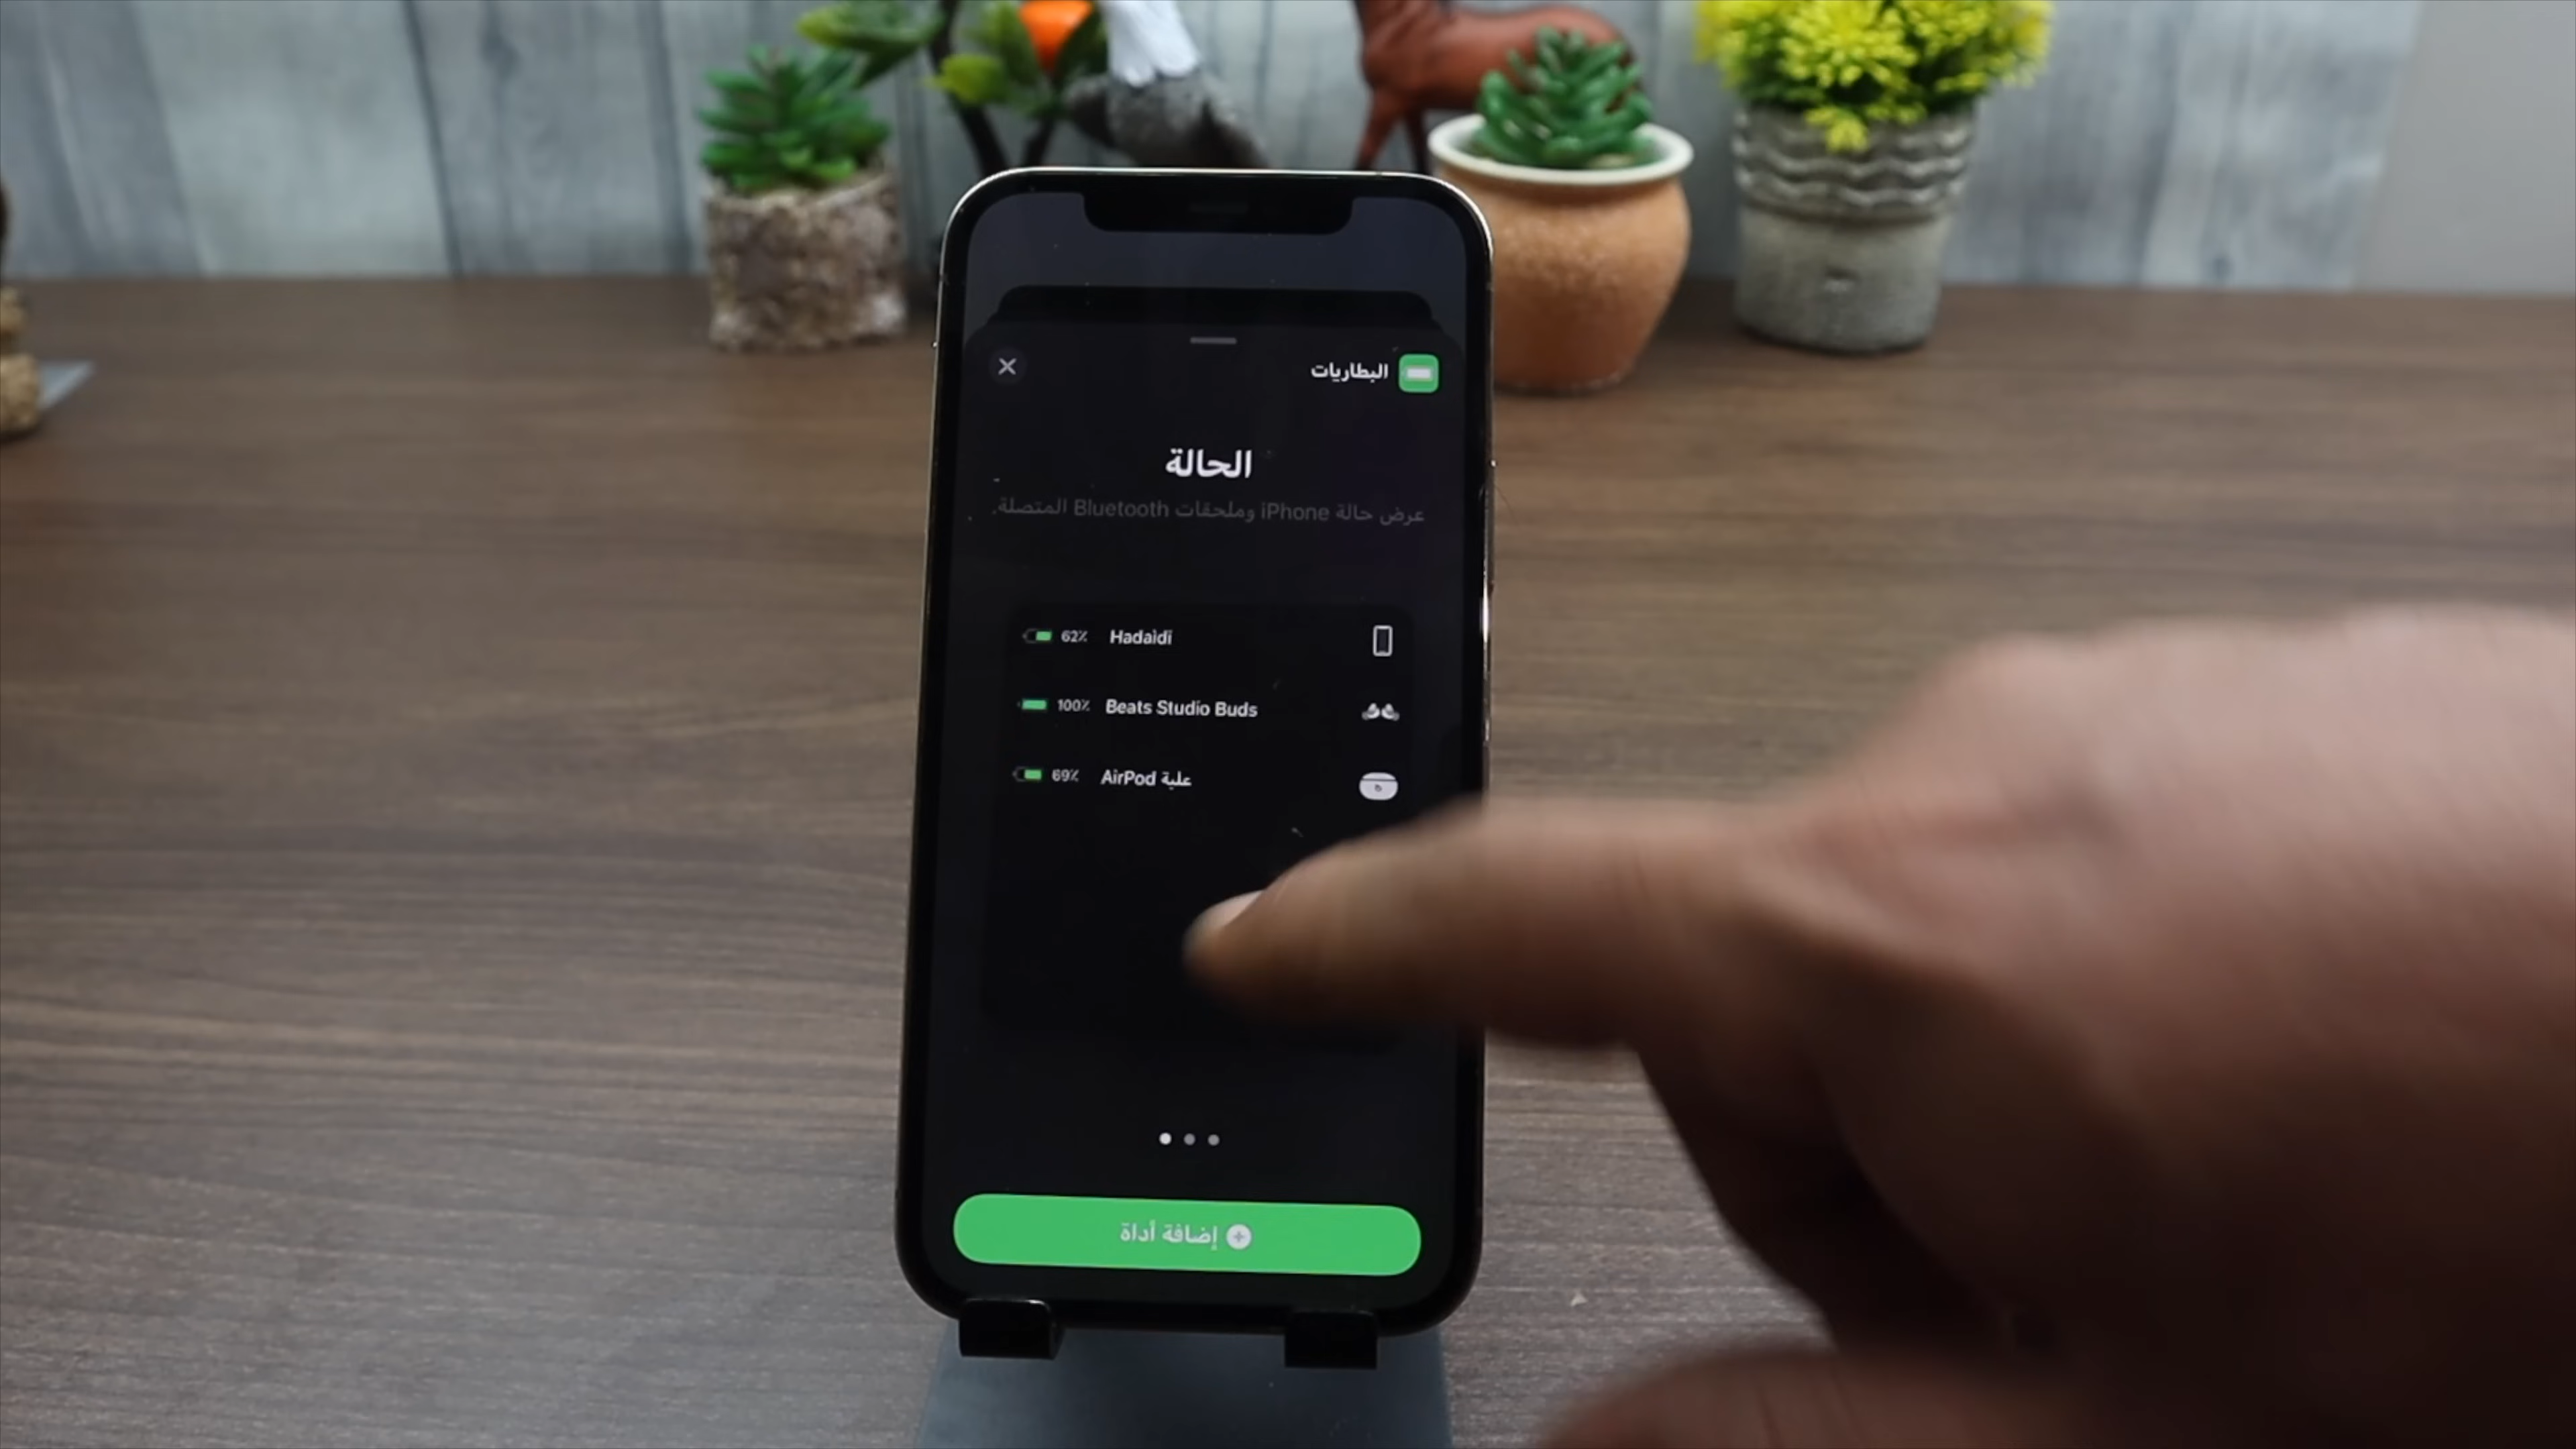 البطاريات
الحالة
عرض حالة iPhone وملحقات Bluetooth المتصلة.
Hadaidi 62%
Beats Studio Buds 100%
علبة AirPod 69%
إضافة أداة